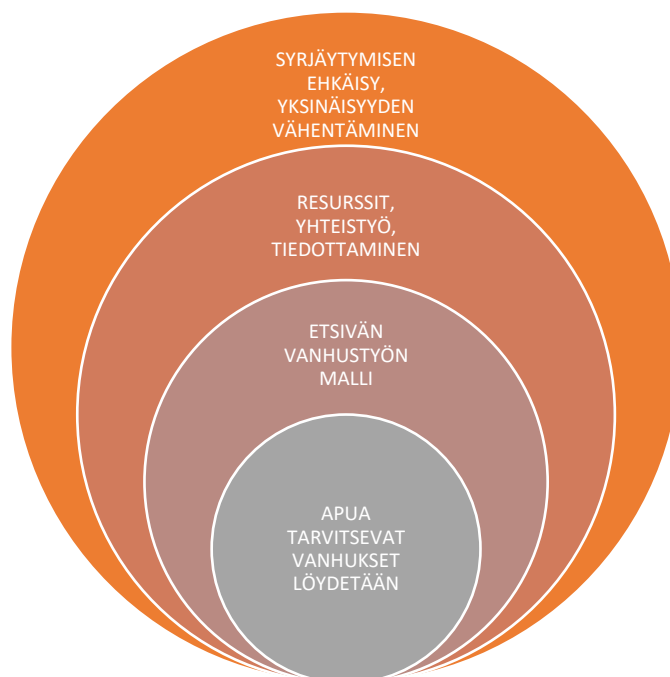 SYRJÄYTYMISEN
EHKÄISY,
YKSINÄISYYDEN
VÄHENTÄMINEN
RESURSSIT,
YHTEISTYÖ,
TIEDOTTAMINEN
ETSIVÄN
VANHUSTYÖN
MALLI
APUA
TARVITSEVAT
VANHUKSET
LÖYDETÄÄN